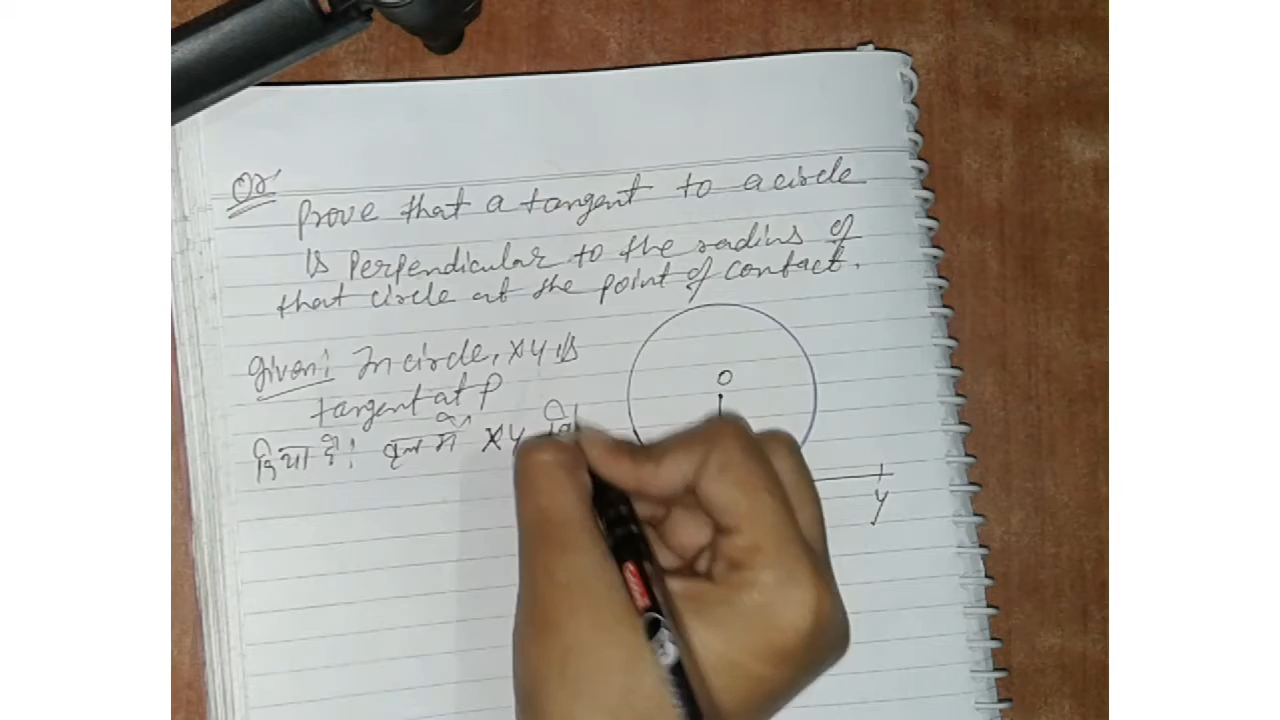 Or
Prove that a tangent to a circle
is perpendicular to the radius of
that circle at the point of contact.
Given: In circle, XY is
tangent at P
दिया है: वृत्त में XY
O
Y